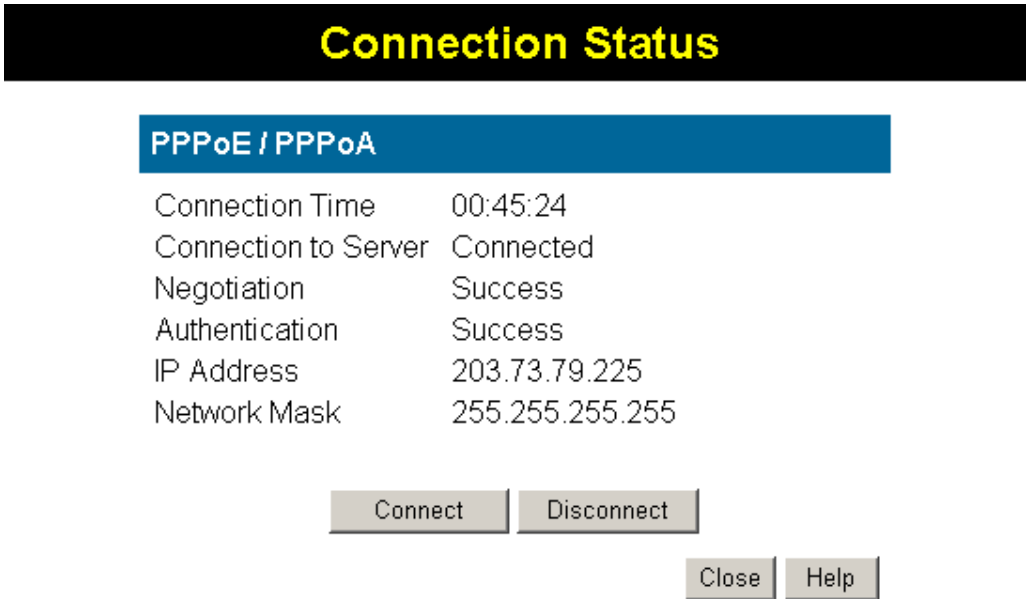 Connection Status
PPPoE / PPPoA
Connection Time 00:45:24
Connection to Server Connected
Negotiation Success
Authentication Success
IP Address 203.73.79.225
Network Mask 255.255.255.255
Connect Disconnect
Close Help